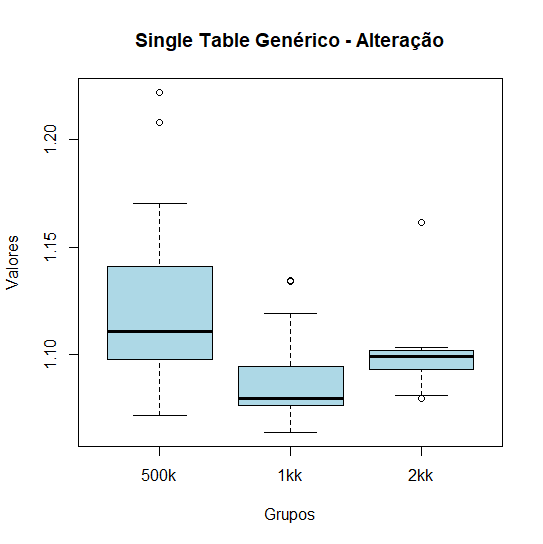 Single Table Genérico - Alteração
Valores
1.20
1.15
1.10
500k
1kk
2kk
Grupos